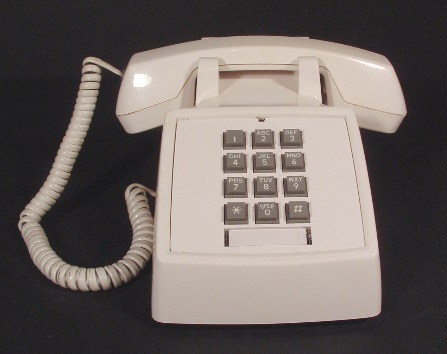 1 ABC 2 DEF 3
GHI 4 JKL 5 MNO 6
PRS 7 TUV 8 WXY 9
* OPER 0 #